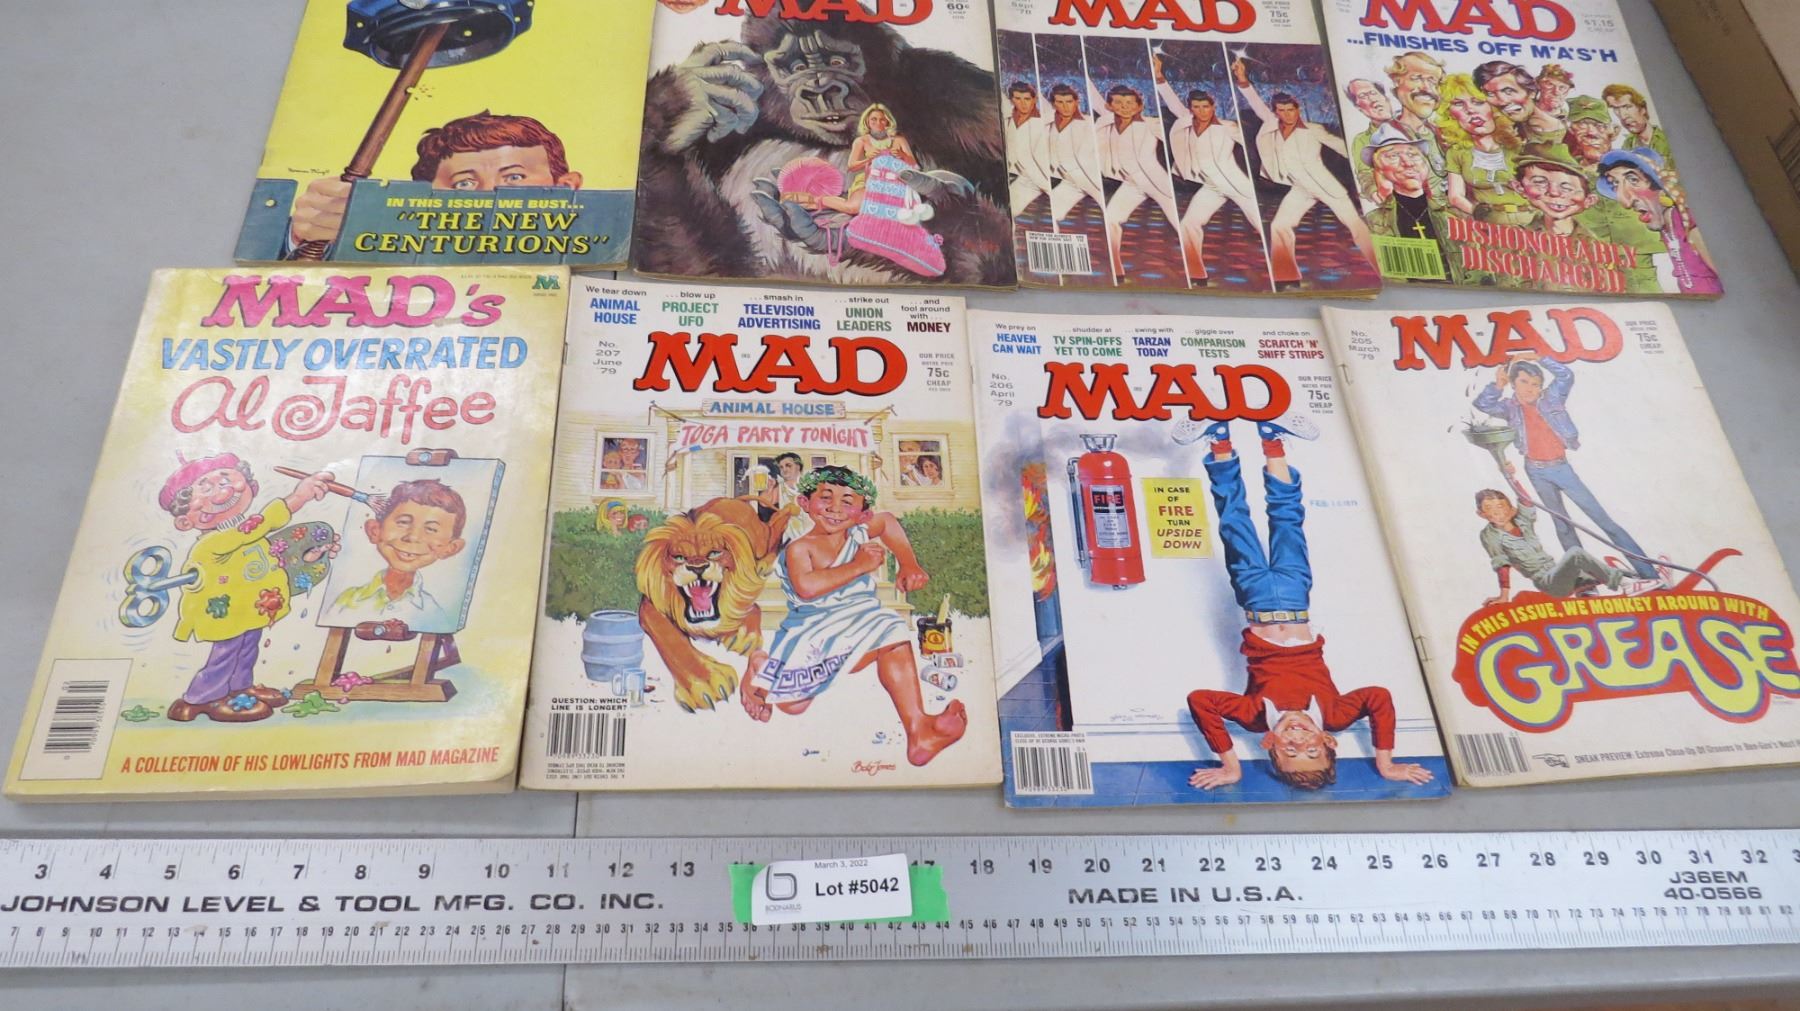 IN THIS ISSUE WE BUST...
"THE NEW
CENTURIONS"
MAD
60¢
MAD
Sept. '78
75¢
CHEAP
MAD
$1.15
...FINISHES OFF M*A*S*H
DISHONORABLY
DISCHARGED
MAD's
VASTLY OVERRATED
Al Jaffee
A COLLECTION OF HIS LOWLIGHTS FROM MAD MAGAZINE
We tear down
ANIMAL
HOUSE
...blow up
PROJECT
UFO
...smash in
TELEVISION
ADVERTISING
...strike out
UNION
LEADERS
...and
fool around
with...
MONEY
No.
207
June
'79
MAD
OUR PRICE
75¢
CHEAP
ANIMAL HOUSE
TOGA PARTY TONIGHT
QUESTION: WHICH
LINE IS LONGER?
Bob Jones
We prey on
HEAVEN
CAN WAIT
...shudder at
TV SPIN-OFFS
YET TO COME
...swing with
TARZAN
TODAY
...giggle over
COMPARISON
TESTS
and choke on
SCRATCH 'N'
SNIFF STRIPS
No.
206
April
'79
MAD
OUR PRICE
75¢
CHEAP
FIRE
IN CASE
OF
FIRE
TURN
UPSIDE
DOWN
No.
205
March
'79
MAD
OUR PRICE
75¢
CHEAP
IN THIS ISSUE, WE MONKEY AROUND WITH
GREASE
3 4 5 6 7 8 9 10 11 12 13 17 18 19 20 21 22 23 24 25 26 27 28 29 30 31 32
JOHNSON LEVEL & TOOL MFG. CO. INC.
March 3, 2022
Lot #5042
BODNARUS
MADE IN U.S.A.
J36EM
40-0566